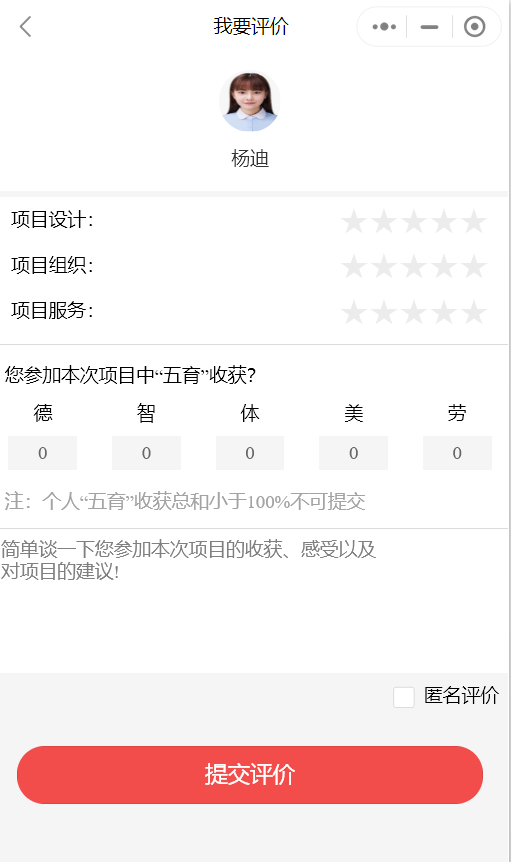 我要评价
杨迪
项目设计：
项目组织：
项目服务：
您参加本次项目中“五育”收获？
德 智 体 美 劳
0 0 0 0 0
注：个人“五育”收获总和小于100%不可提交
简单谈一下您参加本次项目的收获、感受以及
对项目的建议!
匿名评价
提交评价